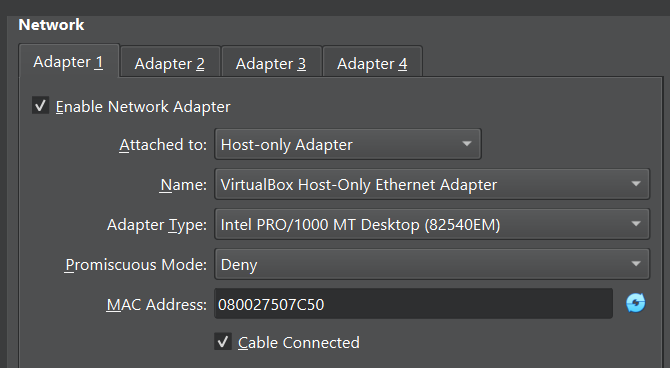 Network
Adapter 1 Adapter 2 Adapter 3 Adapter 4
Enable Network Adapter
Attached to: Host-only Adapter
Name: VirtualBox Host-Only Ethernet Adapter
Adapter Type: Intel PRO/1000 MT Desktop (82540EM)
Promiscuous Mode: Deny
MAC Address: 080027507C50
Cable Connected